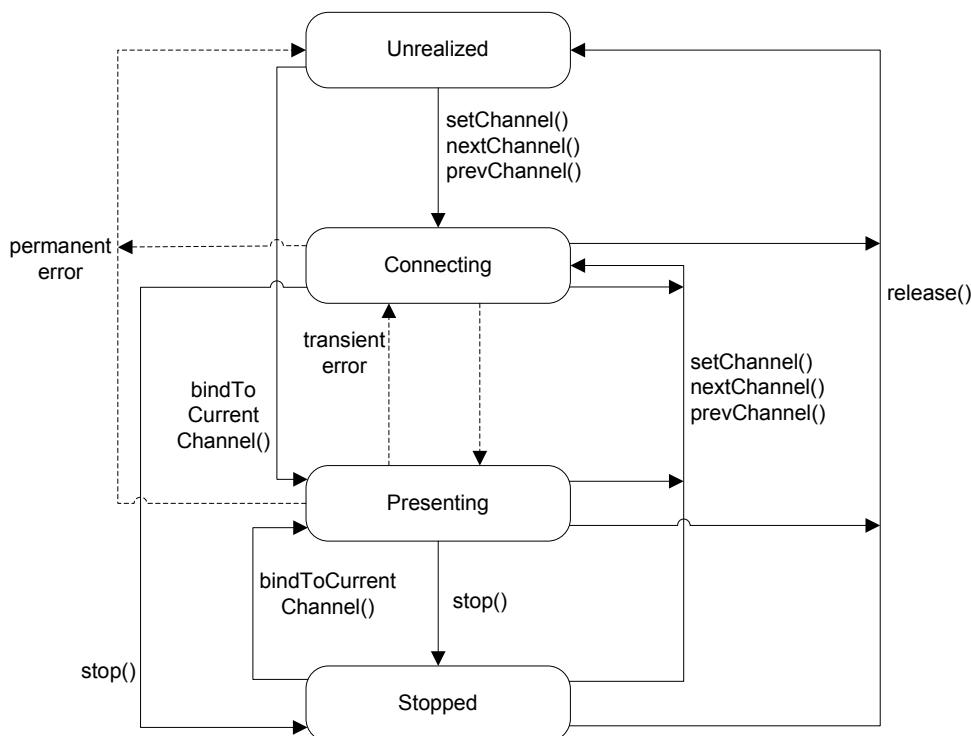 Unrealized
setChannel()
nextChannel()
prevChannel()
permanent
error
Connecting
release()
transient
error
setChannel()
nextChannel()
prevChannel()
bindTo
Current
Channel()
Presenting
bindToCurrent
Channel()
stop()
stop()
Stopped